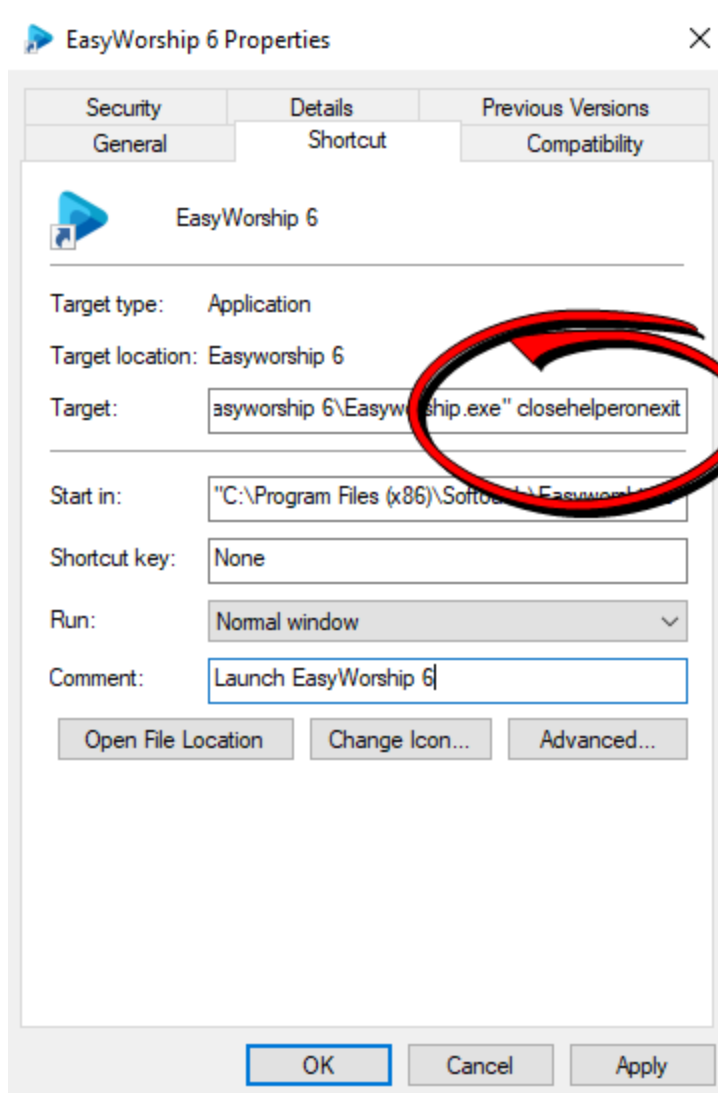 EasyWorship 6 Properties
Security Details Previous Versions
General Shortcut Compatibility
EasyWorship 6
Target type: Application
Target location: Easyworship 6
Target: asyworship 6\Easyworship.exe" closehelperonexit
Start in: "C:\Program Files (x86)\
Shortcut key: None
Run: Normal window
Comment: Launch EasyWorship 6
Open File Location Change Icon... Advanced...
OK Cancel Apply